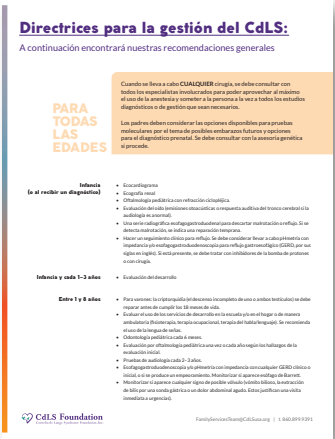 Directrices para la gestión del CdLS:
A continuación encontrará nuestras recomendaciones generales
PARA
TODAS
LAS
EDADES
Cuando se lleva a cabo CUALQUIER cirugía, se debe consultar con
todos los especialistas involucrados para poder aprovechar al máximo
el uso de la anestesia y someter a la persona a la vez a todos los estudios
diagnósticos o de gestión que sean necesarios.
Los padres deben considerar las opciones disponibles para pruebas
moleculares por el tema de posibles embarazos futuros y opciones
para el diagnóstico prenatal. Se debe consultar con la asesoría genética
si procede.
Infancia
(o al recibir un diagnóstico)
• Ecocardiograma
• Ecografía renal
• Oftalmología pediátrica con refracción ciclopléjica.
• Evaluación del oído (emisiones otoacústicas o respuesta auditiva del tronco cerebral si la
audiología es anormal).
• Una serie radiográfica esofagogastroduodenal para descartar malrotación o reflujo. Si se
detecta malrotación, se indica una reparación temprana.
• Hacer un seguimiento clínico para reflujo. Se debe considerar llevar a cabo pHmetría con
impedancia y/o esofagogastroduodenoscopia para reflujo gastroesofágico (GERD, por sus
siglas en inglés). Si está presente, se debe tratar con inhibidores de la bomba de protones
o con cirugía.
Infancia y cada 1–3 años
• Evaluación del desarrollo
Entre 1 y 8 años
• Para varones: la criptorquidia (el descenso incompleto de uno o ambos testículos) se debe
reparar antes de cumplir los 18 meses de vida.
• Evaluar el uso de los servicios de desarrollo en la escuela y/o en el hogar o de manera
ambulatoria (fisioterapia, terapia ocupacional, terapia del habla/lenguaje). Se recomienda
el uso de la lengua de señas.
• Odontología pediátrica cada 6 meses.
• Evaluación por oftalmología pediátrica una vez o cada año según los hallazgos de la
evaluación inicial.
• Pruebas de audiología cada 2–3 años.
• Esofagogastroduodenoscopia y/o pHmetría con impedancia con cualquier GERD clínico o
inicial, o si se produce un empeoramiento. Monitorizar si aparece esófago de Barrett.
• Monitorizar si aparece cualquier signo de posible vólvulo (vómito bilioso, la extracción
de bilis por una sonda gástrica o un dolor abdominal agudo. Estos justifican una visita
inmediata a urgencias).
CdLS Foundation
FamilyServicesTeam@CdLSusa.org | 1.860.899.9391